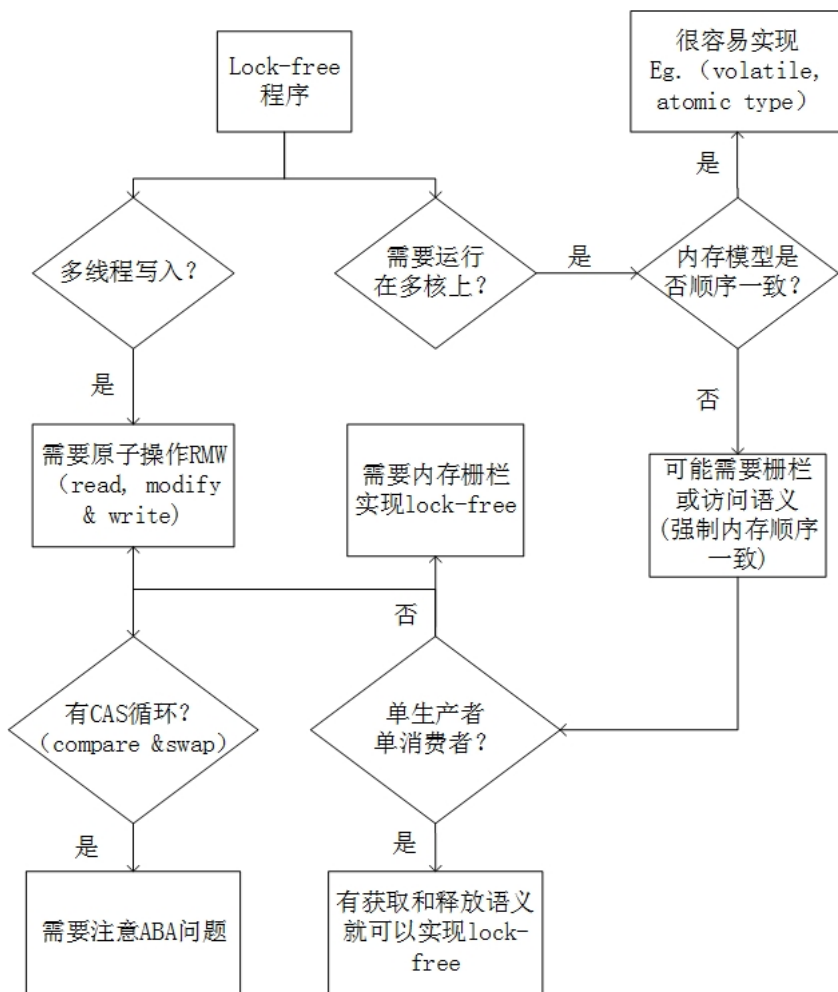 Lock-free
程序
很容易实现
Eg.（volatile,
atomic type）
是
多线程写入？
需要运行
在多核上？
是
内存模型是
否顺序一致？
是
否
需要原子操作RMW
（read, modify
& write)
需要内存栅栏
实现lock-free
可能需要栅栏
或访问语义
(强制内存顺序
一致)
否
有CAS循环？
（compare &swap）
单生产者
单消费者？
是
是
需要注意ABA问题
有获取和释放语义
就可以实现lock-
free